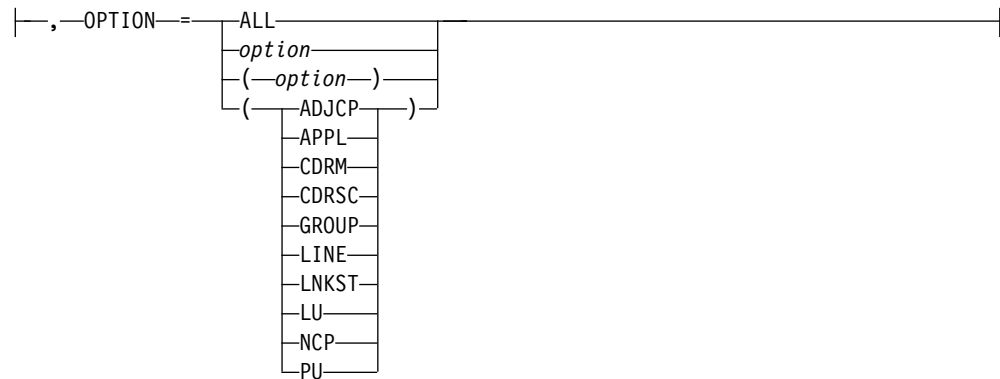 , OPTION = ALL
option
( option )
( ADJCP )
APPL
CDRM
CDRSC
GROUP
LINE
LNKST
LU
NCP
PU